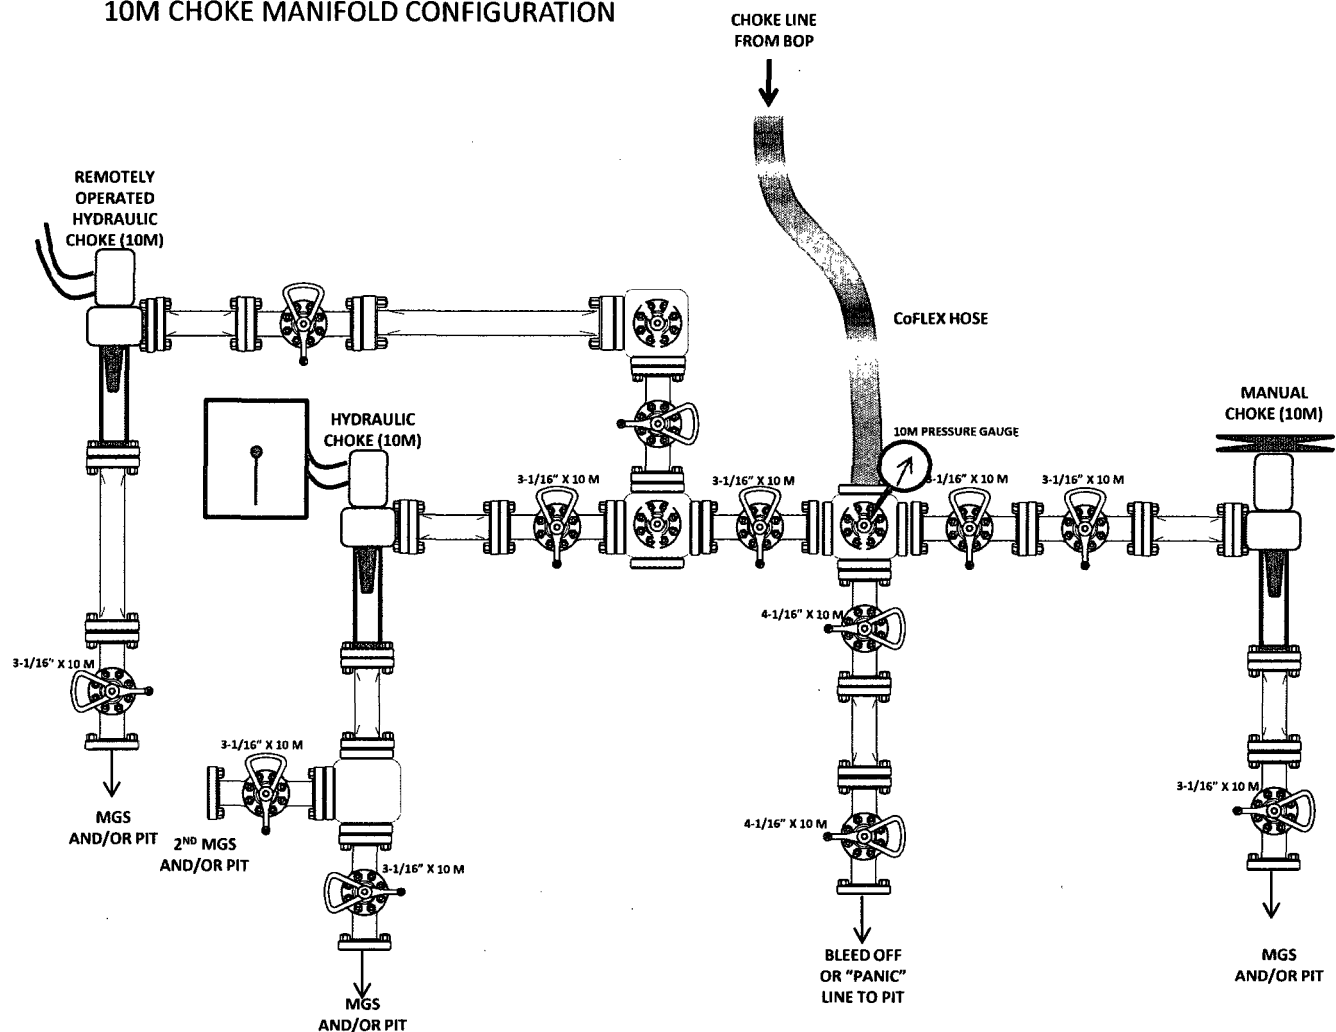 10M CHOKE MANIFOLD CONFIGURATION
CHOKE LINE
FROM BOP
REMOTELY
OPERATED
HYDRAULIC
CHOKE (10M)
CoFLEX HOSE
MANUAL
CHOKE (10M)
HYDRAULIC
CHOKE (10M)
10M PRESSURE GAUGE
3-1/16" X 10 M
3-1/16" X 10 M
3-1/16" X 10 M
3-1/16" X 10 M
4-1/16" X 10 M
3-1/16" X 10 M
3-1/16" X 10 M
3-1/16" X 10 M
4-1/16" X 10 M
MGS
AND/OR PIT
2ND MGS
AND/OR PIT
3-1/16" X 10 M
BLEED OFF
OR "PANIC"
LINE TO PIT
MGS
AND/OR PIT
MGS
AND/OR PIT